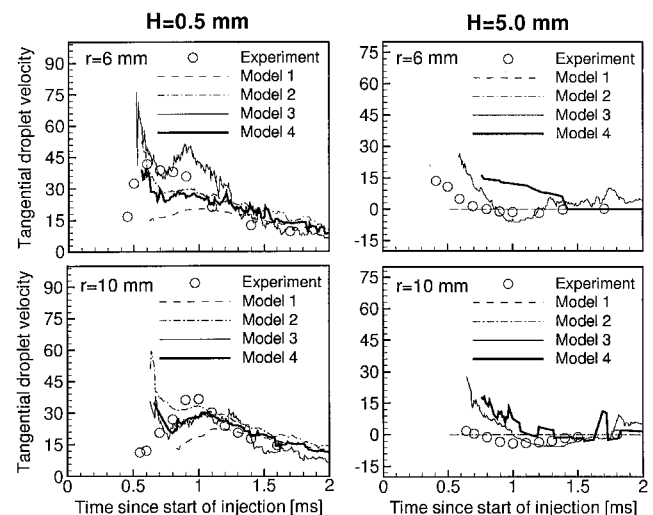 H=0.5 mm
H=5.0 mm
Tangential droplet velocity
90
75
60
45
30
15
0
r=6 mm
Experiment
Model 1
Model 2
Model 3
Model 4
75
60
45
30
15
0
-15
r=6 mm
Experiment
Model 1
Model 2
Model 3
Model 4
Tangential droplet velocity
90
75
60
45
30
15
0
r=10 mm
Experiment
Model 1
Model 2
Model 3
Model 4
0 0.5 1 1.5 2
Time since start of injection [ms]
75
60
45
30
15
0
-15
r=10 mm
Experiment
Model 1
Model 2
Model 3
Model 4
0 0.5 1 1.5 2
Time since start of injection [ms]